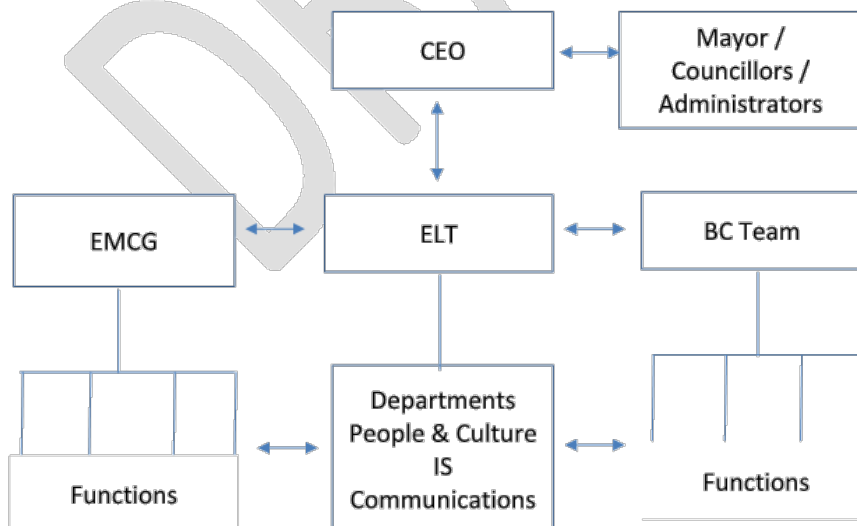 CEO
Mayor /
Councillors /
Administrators
EMCG
ELT
BC Team
Departments
People & Culture
IS
Communications
Functions
Functions